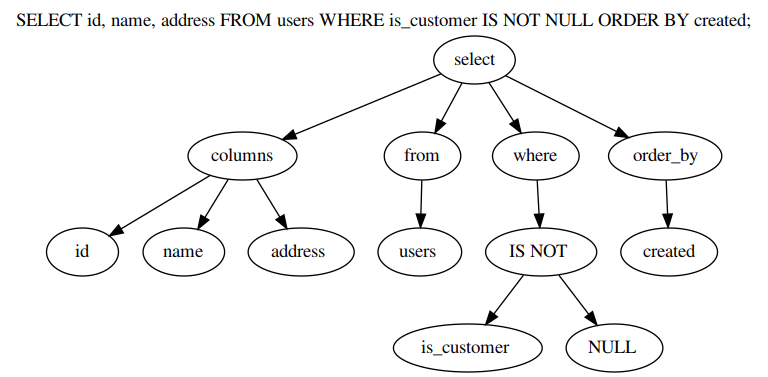 SELECT id, name, address FROM users WHERE is_customer IS NOT NULL ORDER BY created;
select
columns
from
where
order_by
id
name
address
users
IS NOT
created
is_customer
NULL